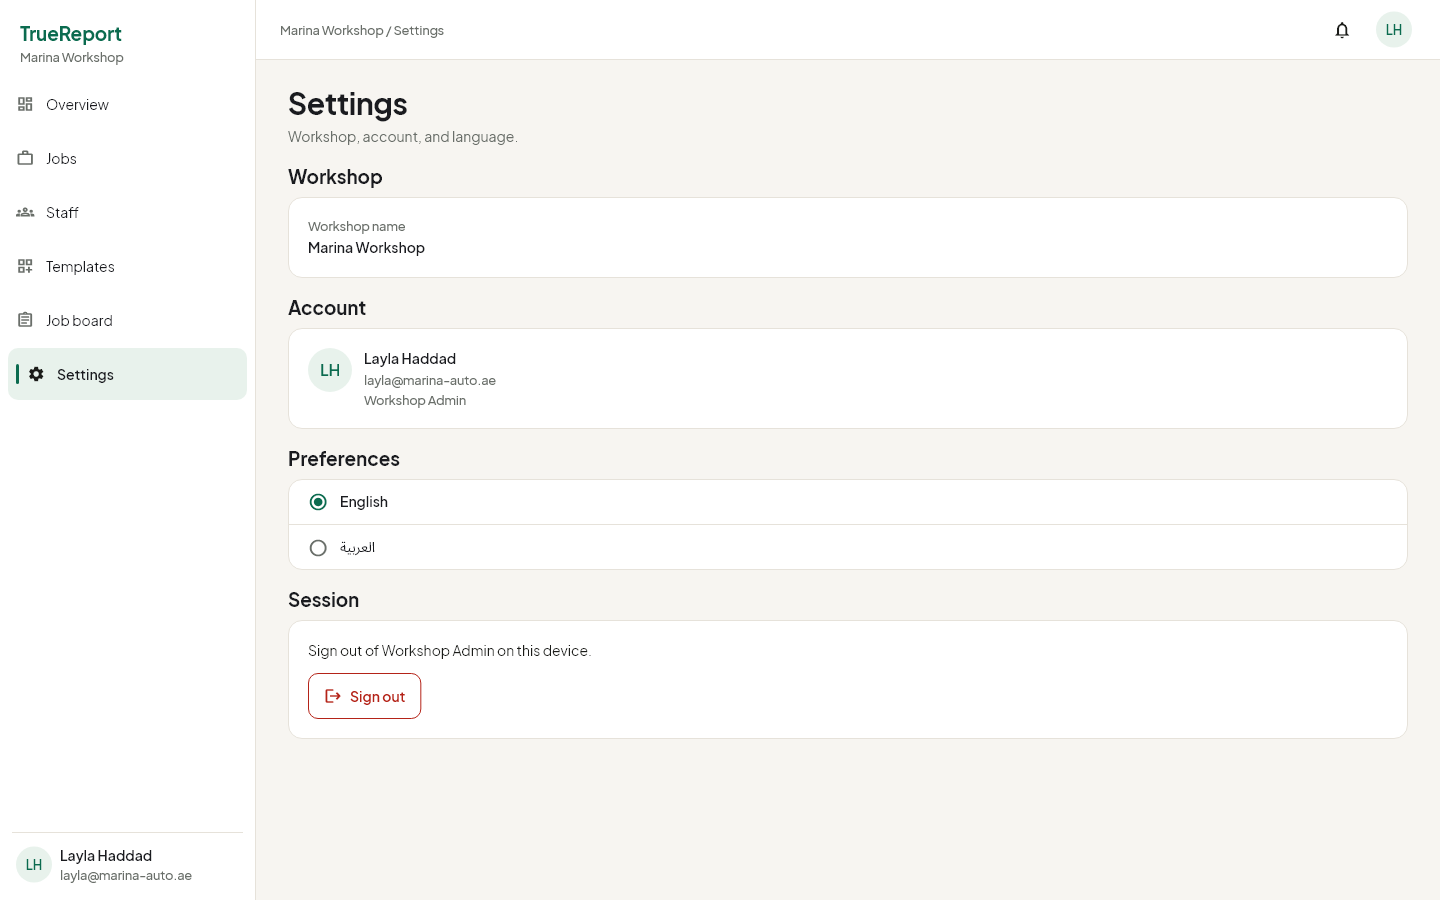 TrueReport
Marina Workshop
Overview
Jobs
Staff
Templates
Job board
Settings
Layla Haddad
LH
layla@marina-auto.ae
Marina Workshop / Settings
LH
Settings
Workshop, account, and language.
Workshop
Workshop name
Marina Workshop
Account
LH
Layla Haddad
layla@marina-auto.ae
Workshop Admin
Preferences
English
العربية
Session
Sign out of Workshop Admin on this device.
Sign out